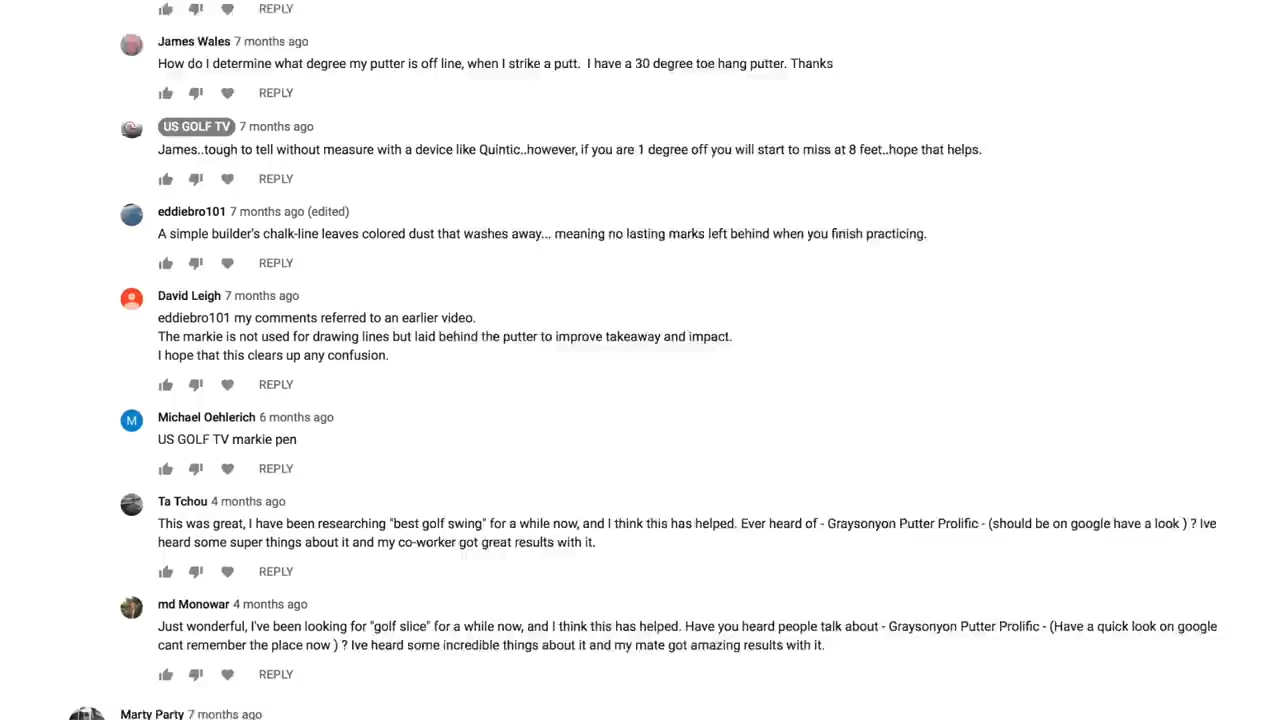 REPLY
James Wales 7 months ago
How do I determine what degree my putter is off line, when I strike a putt. I have a 30 degree toe hang putter. Thanks
REPLY
US GOLF TV 7 months ago
James..tough to tell without measure with a device like Quintic..however, if you are 1 degree off you will start to miss at 8 feet..hope that helps.
REPLY
eddiebro101 7 months ago (edited)
A simple builder's chalk-line leaves colored dust that washes away... meaning no lasting marks left behind when you finish practicing.
REPLY
David Leigh 7 months ago
eddiebro101 my comments referred to an earlier video.
The markie is not used for drawing lines but laid behind the putter to improve takeaway and impact.
I hope that this clears up any confusion.
REPLY
M
Michael Oehlerich 6 months ago
US GOLF TV markie pen
REPLY
Ta Tchou 4 months ago
This was great, I have been researching "best golf swing" for a while now, and I think this has helped. Ever heard of - Graysonyon Putter Prolific - (should be on google have a look ) ? Ive
heard some super things about it and my co-worker got great results with it.
REPLY
md Monowar 4 months ago
Just wonderful, I've been looking for "golf slice" for a while now, and I think this has helped. Have you heard people talk about - Graysonyon Putter Prolific - (Have a quick look on google
cant remember the place now ) ? Ive heard some incredible things about it and my mate got amazing results with it.
REPLY
Marty Party 7 months ago